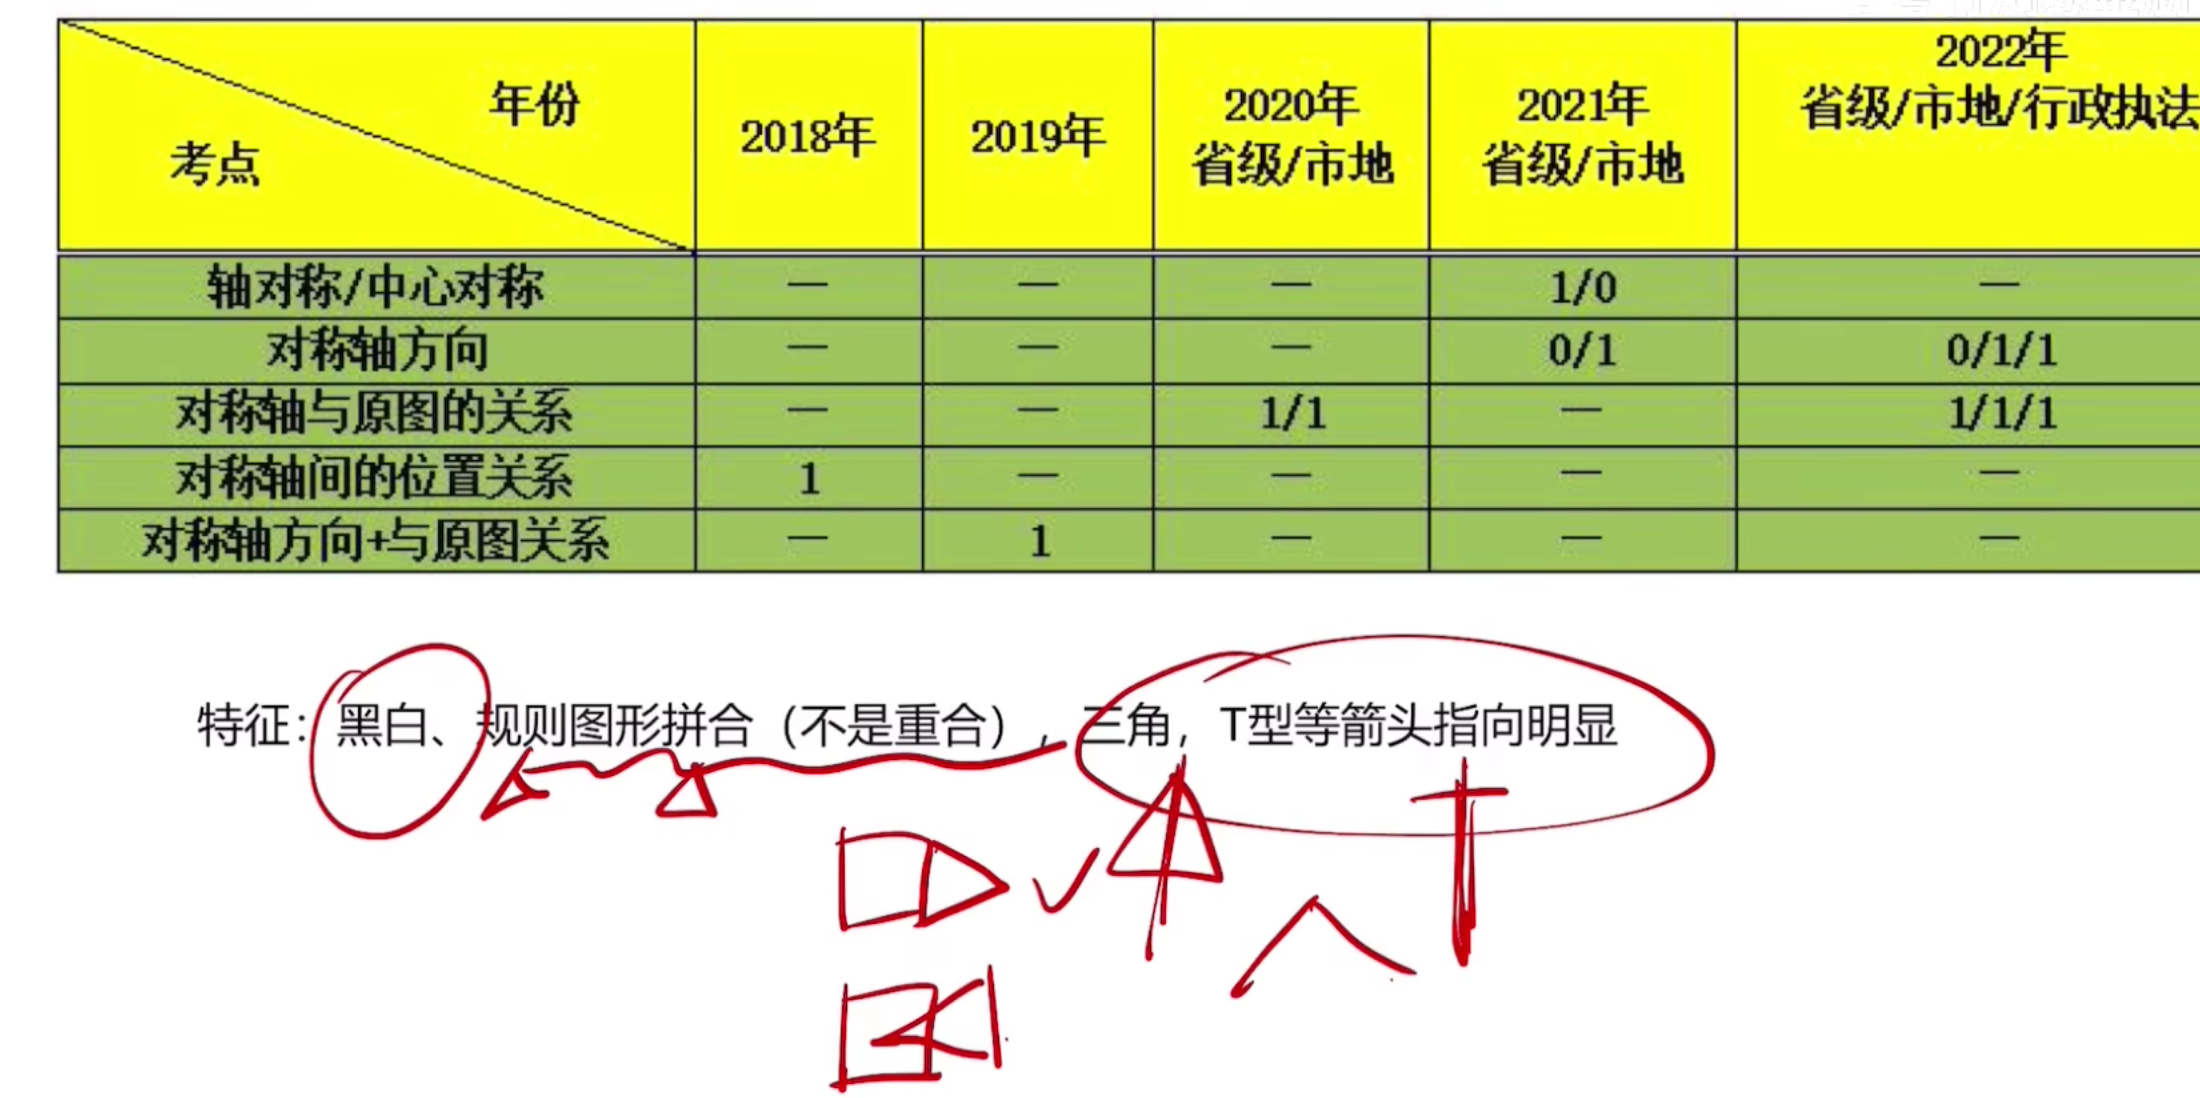 年份
考点
2018年
2019年
2020年
省级/市地
2021年
省级/市地
2022年
省级/市地/行政执法
轴对称/中心对称 — — — 1/0 —
对称轴方向 — — — 0/1 0/1/1
对称轴与原图的关系 — — 1/1 — 1/1/1
对称轴间的位置关系 1 — — — —
对称轴方向+与原图关系 — 1 — — —
特征：黑白、规则图形拼合（不是重合），三角，T型等箭头指向明显